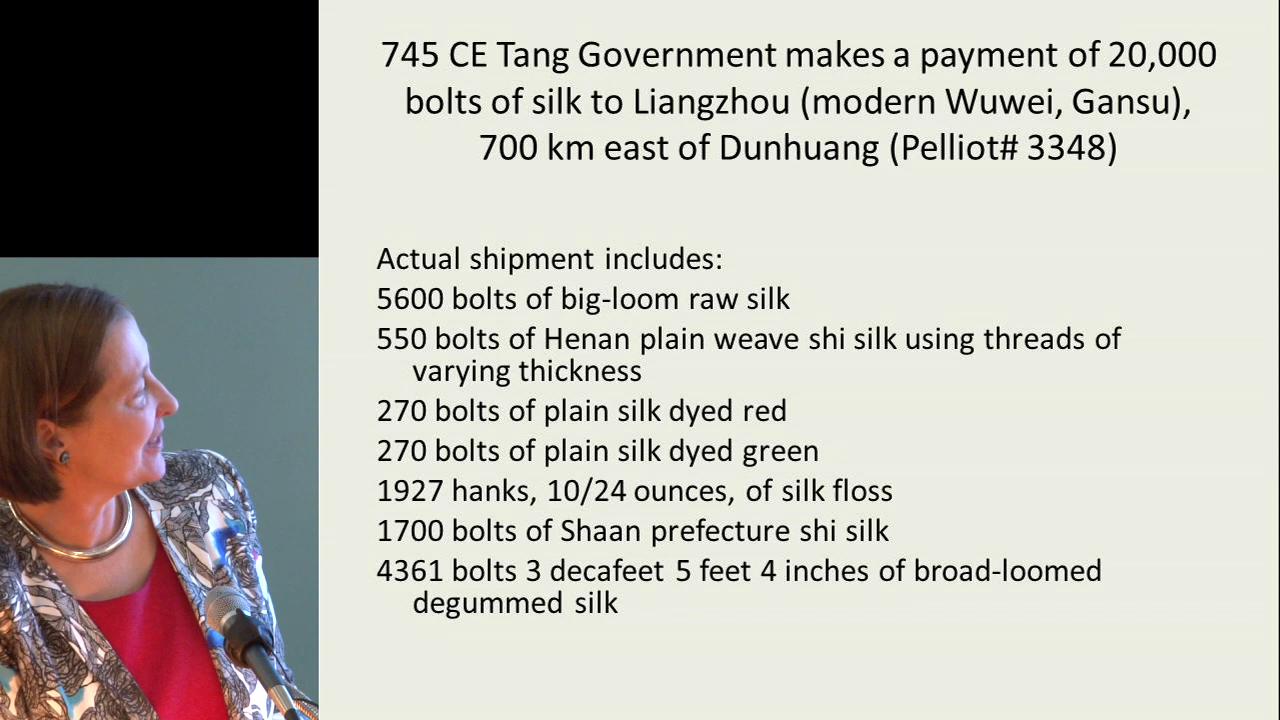 745 CE Tang Government makes a payment of 20,000
bolts of silk to Liangzhou (modern Wuwei, Gansu),
700 km east of Dunhuang (Pelliot# 3348)
Actual shipment includes:
5600 bolts of big-loom raw silk
550 bolts of Henan plain weave shi silk using threads of
varying thickness
270 bolts of plain silk dyed red
270 bolts of plain silk dyed green
1927 hanks, 10/24 ounces, of silk floss
1700 bolts of Shaan prefecture shi silk
4361 bolts 3 decafeet 5 feet 4 inches of broad-loomed
degummed silk